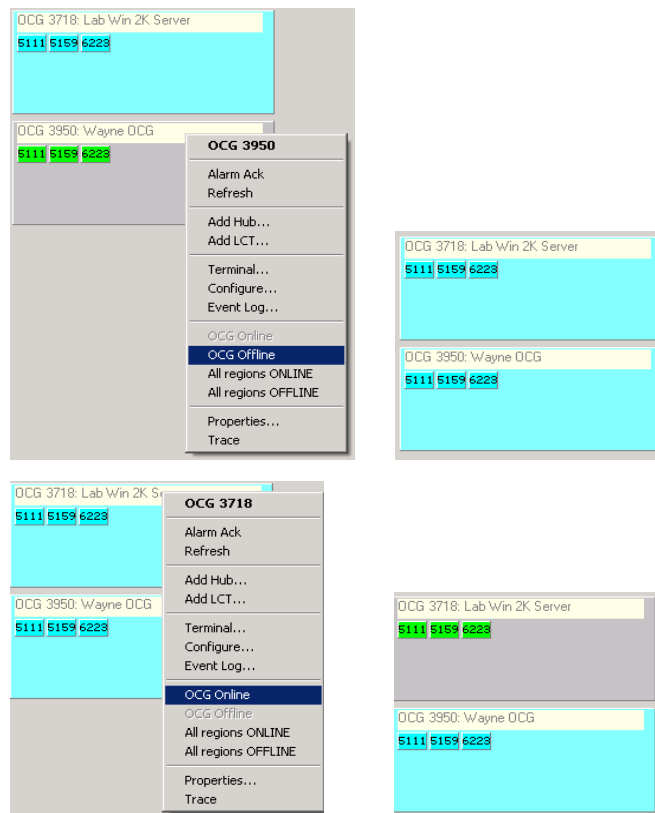 OCG 3718: Lab Win 2K Server
5111 5159 6223
OCG 3950: Wayne OCG
5111 5159 6223
OCG 3950
Alarm Ack
Refresh
Add Hub...
Add LCT...
Terminal...
Configure...
Event Log...
OCG Online
OCG Offline
All regions ONLINE
All regions OFFLINE
Properties...
Trace
OCG 3718: Lab Win 2K Server
5111 5159 6223
OCG 3950: Wayne OCG
5111 5159 6223
OCG 3718: Lab Win 2K Se
5111 5159 6223
OCG 3950: Wayne OCG
5111 5159 6223
OCG 3718
Alarm Ack
Refresh
Add Hub...
Add LCT...
Terminal...
Configure...
Event Log...
OCG Online
OCG Offline
All regions ONLINE
All regions OFFLINE
Properties...
Trace
OCG 3718: Lab Win 2K Server
5111 5159 6223
OCG 3950: Wayne OCG
5111 5159 6223